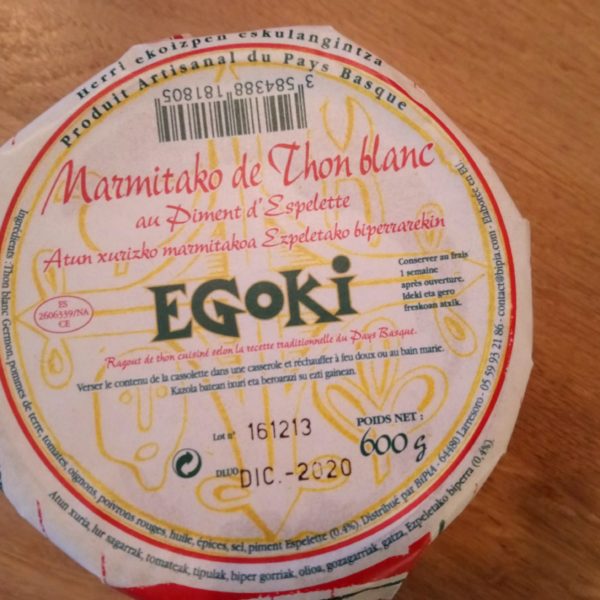 Herri ekoizpen eskulangintza
Produit Artisanal du Pays Basque
3 584388 181805
Marmitako de Thon blanc
au Piment d'Espelette
Atun xurizko marmitakoa Ezpeletako biperrarekin
Conserver au frais
1 semaine
après ouverture.
Ideki eta gero
freskoan atxik.
ES
2606339/NA
CE
EGOKi
Ragout de thon cuisiné selon la recette traditionnelle du Pays Basque.
Verser le contenu de la cassolette dans une casserole et réchauffer à feu doux ou au bain marie.
Kazola batean ixuri eta beroarazi su ezti gainean.
Lot n° 161213
POIDS NET :
600 g
DLUO DIC.-2020
Ingrédients : Thon blanc Germon, pommes de terre, tomates, oignons, poivrons rouges, huile, épices, sel, piment Espelette (0.4%). Distribué par BiPiA - 64480 Larressoro - 05 59 93 21 86 - contact@bipia.com - Elaboré en EU
Atun xuria, lur sagarrak, tomateak, tipulak, biper gorriak, olioa, gozagarriak, gatza, Ezpeletako biperra (0.4%).